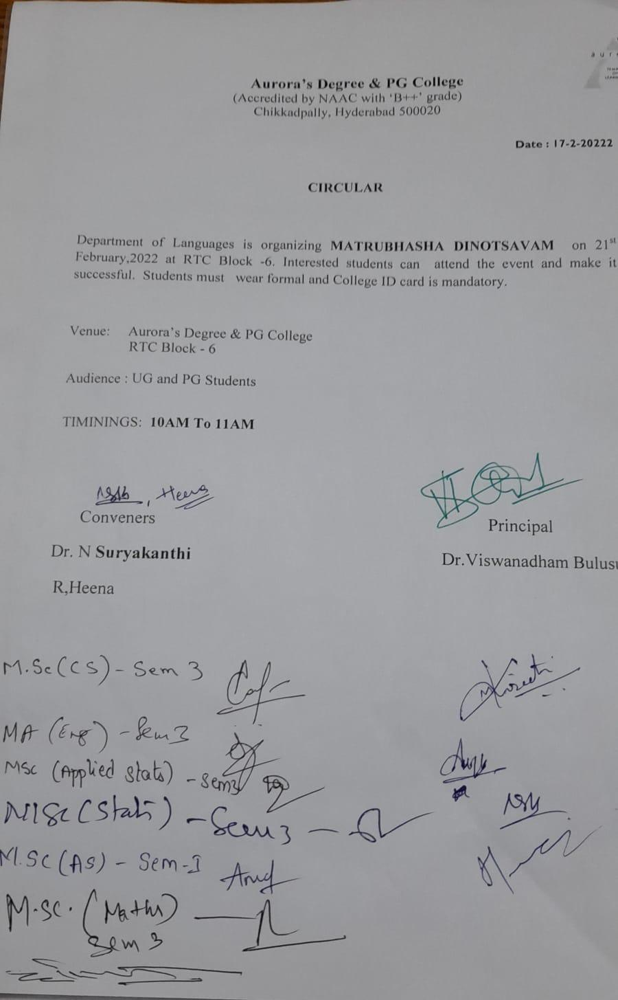 aur
Aurora's Degree & PG College
(Accredited by NAAC with 'B++' grade)
Chikkadpally, Hyderabad 500020
Date : 17-2-20222
CIRCULAR
Department of Languages is organizing MATRUBHASHA DINOTSAVAM on 21st
February,2022 at RTC Block -6. Interested students can attend the event and make it
successful. Students must wear formal and College ID card is mandatory.
Venue: Aurora's Degree & PG College
RTC Block - 6
Audience : UG and PG Students
TIMININGS: 10AM To 11AM
Heena
Conveners
Principal
Dr. N Suryakanthi
Dr.Viswanadham Bulusu
R,Heena
M.Sc(CS) - Sem 3
MA (Eng) - Sem 3
MSC (Applied Stats) - Sem3
MSc (Stat) - Sem 3
M.SC (AS) - Sem-I
M.SC. (Maths)
Sem 3